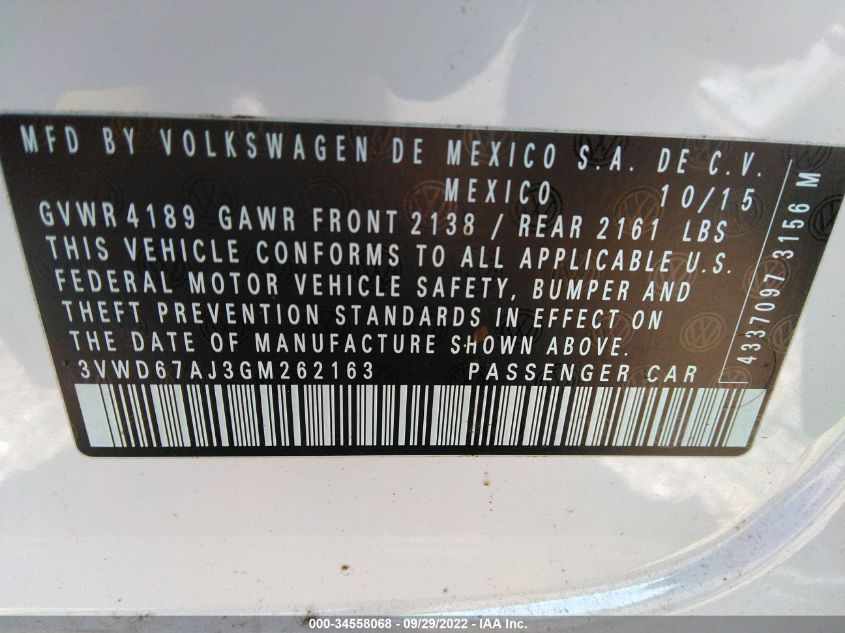 MFD BY VOLKSWAGEN DE MEXICO S.A. DE C.V.
MEXICO 10/15
GVWR 4189 GAWR FRONT 2138 / REAR 2161 LBS
THIS VEHICLE CONFORMS TO ALL APPLICABLE U.S.
FEDERAL MOTOR VEHICLE SAFETY, BUMPER AND
THEFT PREVENTION STANDARDS IN EFFECT ON
THE DATE OF MANUFACTURE SHOWN ABOVE.
3VWD67AJ3GM262163 PASSENGER CAR
4337097 3156 M
000-34558068 - 09/29/2022 - IAA Inc.